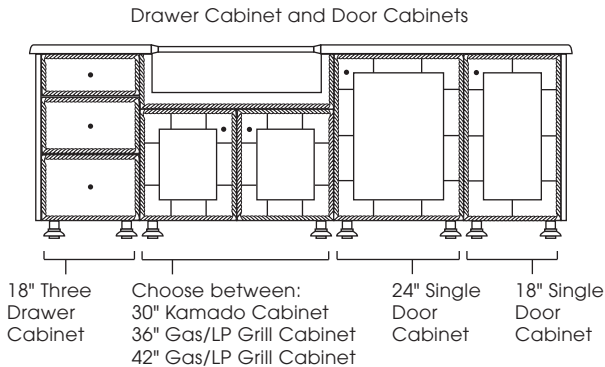 Drawer Cabinet and Door Cabinets
18" Three
Drawer
Cabinet
Choose between:
30" Kamado Cabinet
36" Gas/LP Grill Cabinet
42" Gas/LP Grill Cabinet
24" Single
Door
Cabinet
18" Single
Door
Cabinet